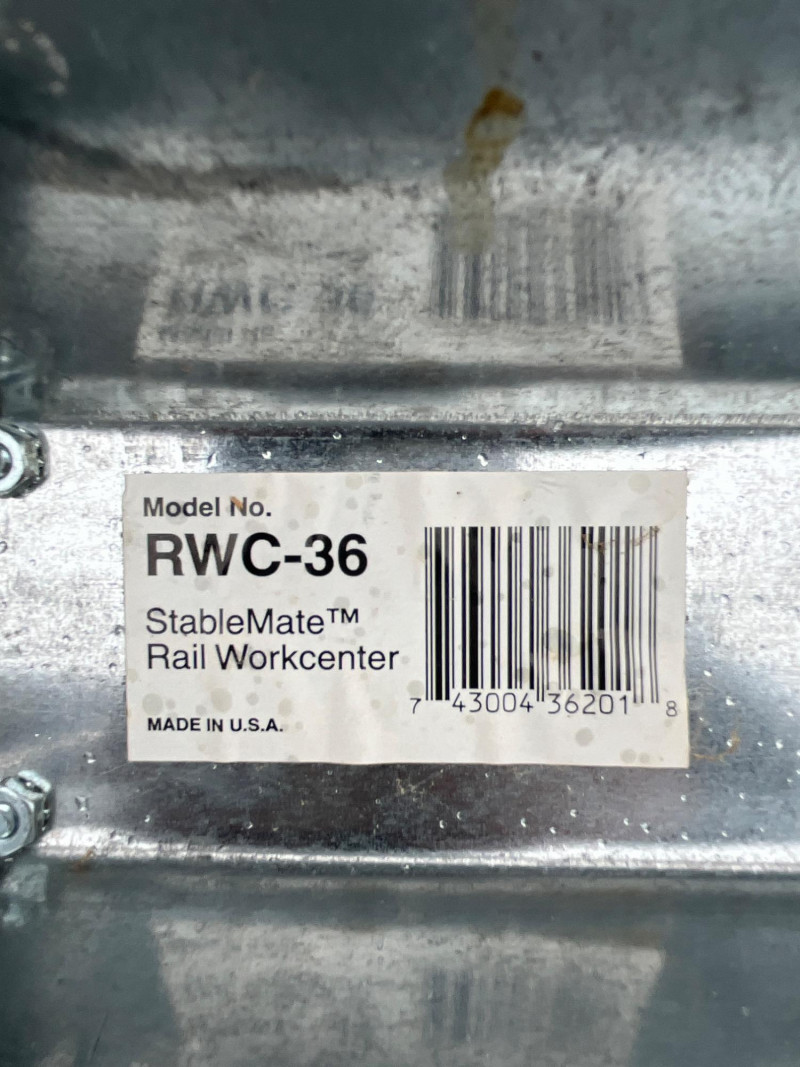 Model No.
RWC-36
StableMate™
Rail Workcenter
MADE IN U.S.A.
7 43004 36201 8